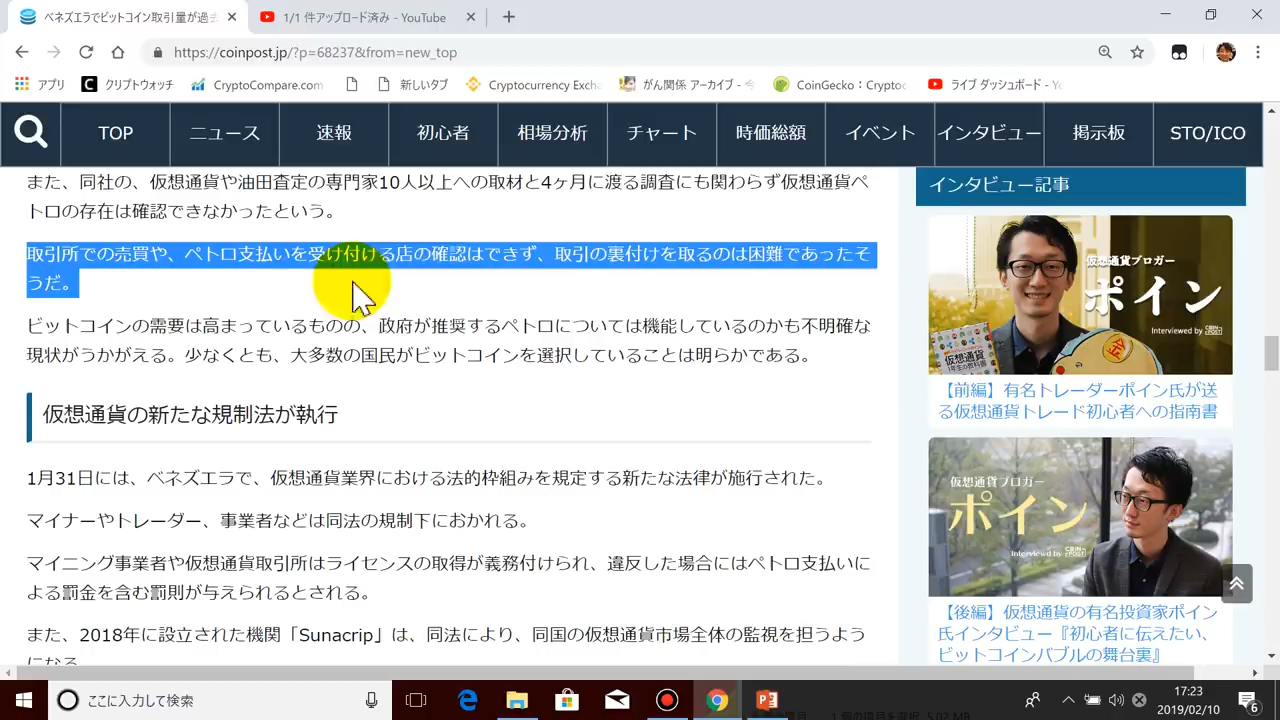 ベネズエラでビットコイン取引量が過去
1/1 件アップロード済み - YouTube
https://coinpost.jp/?p=68237&from=new_top
アプリ
クリプトウォッチ
CryptoCompare.com
新しいタブ
Cryptocurrency Excha
がん関係 アーカイブ - 今
CoinGecko：Cryptoc
ライブ ダッシュボード - Yo
TOP
ニュース
速報
初心者
相場分析
チャート
時価総額
イベント
インタビュー
掲示板
STO/ICO
また、同社の、仮想通貨や油田査定の専門家10人以上への取材と4ヶ月に渡る調査にも関わらず仮想通貨ペ
トロの存在は確認できなかったという。
取引所での売買や、ペトロ支払いを受け付ける店の確認はできず、取引の裏付けを取るのは困難であったそ
うだ。
ビットコインの需要は高まっているものの、政府が推奨するペトロについては機能しているのかも不明確な
現状がうかがえる。少なくとも、大多数の国民がビットコインを選択していることは明らかである。
仮想通貨の新たな規制法が執行
1月31日には、ベネズエラで、仮想通貨業界における法的枠組みを規定する新たな法律が施行された。
マイナーやトレーダー、事業者などは同法の規制下におかれる。
マイニング事業者や仮想通貨取引所はライセンスの取得が義務付けられ、違反した場合にはペトロ支払いに
よる罰金を含む罰則が与えられるとされる。
また、2018年に設立された機関「Sunacrip」は、同法により、同国の仮想通貨市場全体の監視を担うよう
になる
インタビュー記事
仮想通貨ブロガー
ポイン
Interviewed by COIN POST
仮想通貨
1年生の教科書
金
【前編】有名トレーダーポイン氏が送
る仮想通貨トレード初心者への指南書
仮想通貨ブロガー
ポイン
Interviewed by COIN POST
【後編】仮想通貨の有名投資家ポイン
氏インタビュー『初心者に伝えたい、
ビットコインバブルの舞台裏』
ここに入力して検索
17:23
2019/02/10
6